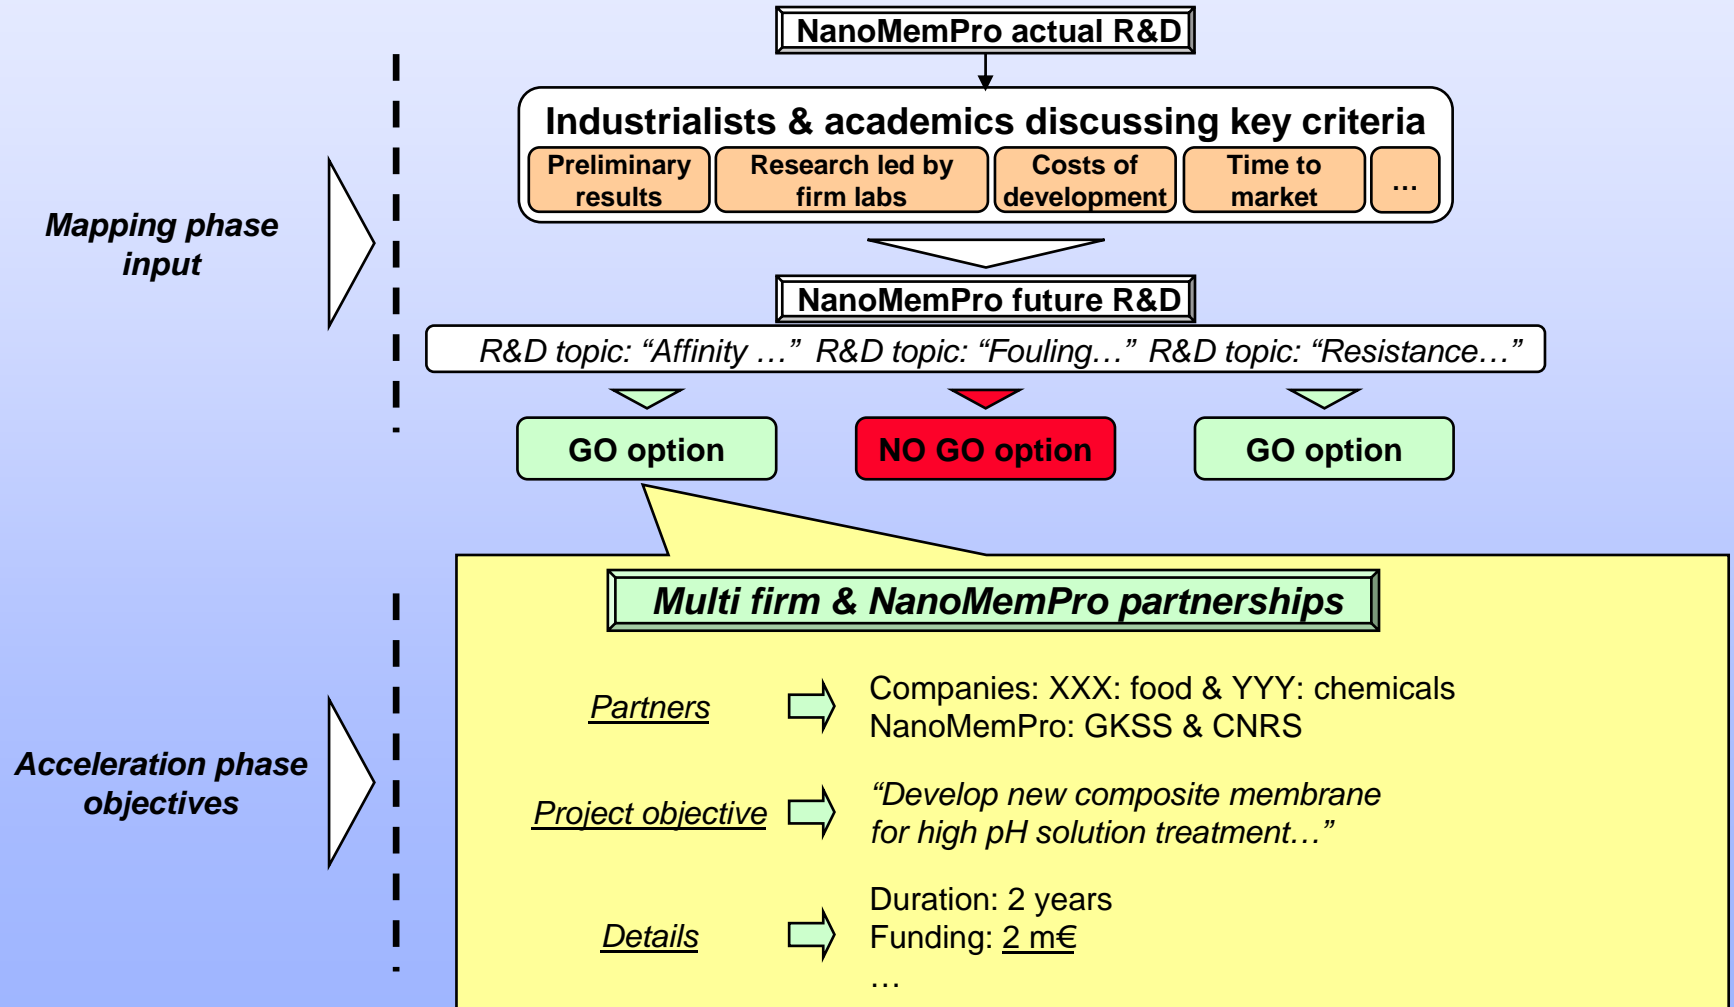 NanoMemPro actual R&D
Industrialists & academics discussing key criteria
Preliminary
results
Research led by
firm labs
Costs of
development
Time to
market
…
Mapping phase
input
NanoMemPro future R&D
R&D topic: “Affinity …” R&D topic: “Fouling…” R&D topic: “Resistance…”
GO option
NO GO option
GO option
Multi firm & NanoMemPro partnerships
Acceleration phase
objectives
Partners
Companies: XXX: food & YYY: chemicals
NanoMemPro: GKSS & CNRS
Project objective
“Develop new composite membrane
for high pH solution treatment…”
Details
Duration: 2 years
Funding: 2 m€
…